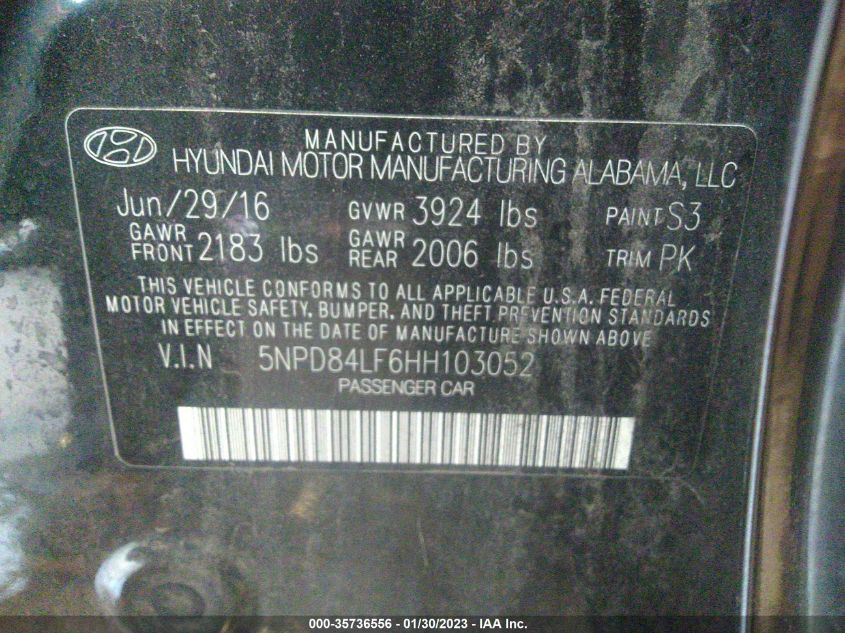 MANUFACTURED BY
HYUNDAI MOTOR MANUFACTURING ALABAMA, LLC
Jun/29/16 GVWR 3924 lbs PAINT S3
GAWR FRONT 2183 lbs GAWR REAR 2006 lbs TRIM PK
THIS VEHICLE CONFORMS TO ALL APPLICABLE U.S.A. FEDERAL
MOTOR VEHICLE SAFETY, BUMPER, AND THEFT PREVENTION STANDARDS
IN EFFECT ON THE DATE OF MANUFACTURE SHOWN ABOVE
V.I.N 5NPD84LF6HH103052
PASSENGER CAR
000-35736556 - 01/30/2023 - IAA Inc.